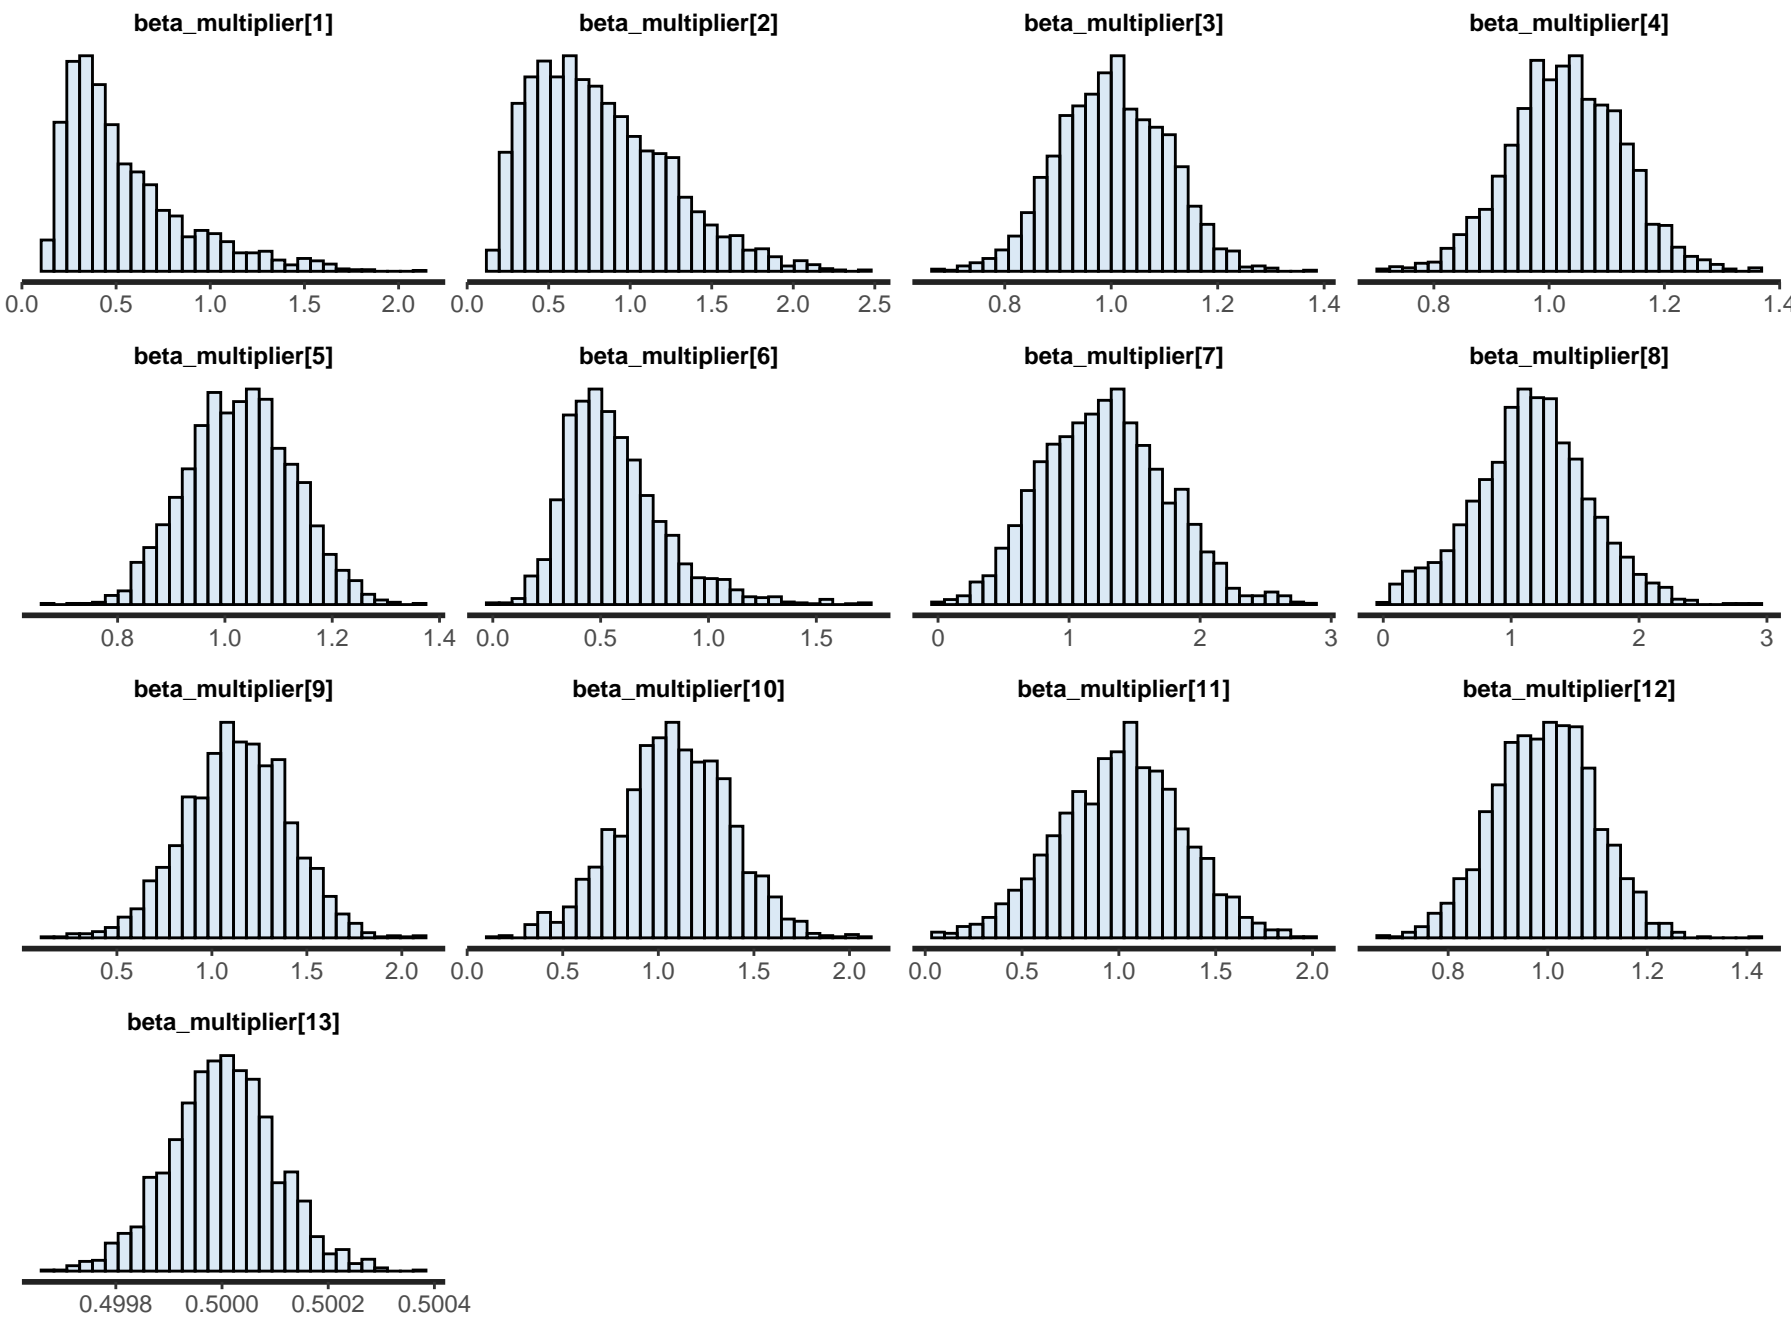 beta_multiplier[1] beta_multiplier[2] beta_multiplier[3] beta_multiplier[4]
0.0 0.5 1.0 1.5 2.0 0.0 0.5 1.0 1.5 2.0 2.5 0.8 1.0 1.2 1.4 0.8 1.0 1.2 1.4
beta_multiplier[5] beta_multiplier[6] beta_multiplier[7] beta_multiplier[8]
0.8 1.0 1.2 1.4 0.0 0.5 1.0 1.5 0 1 2 3 0 1 2 3
beta_multiplier[9] beta_multiplier[10] beta_multiplier[11] beta_multiplier[12]
0.5 1.0 1.5 2.0 0.0 0.5 1.0 1.5 2.0 0.0 0.5 1.0 1.5 2.0 0.8 1.0 1.2 1.4
beta_multiplier[13]
0.4998 0.5000 0.5002 0.5004